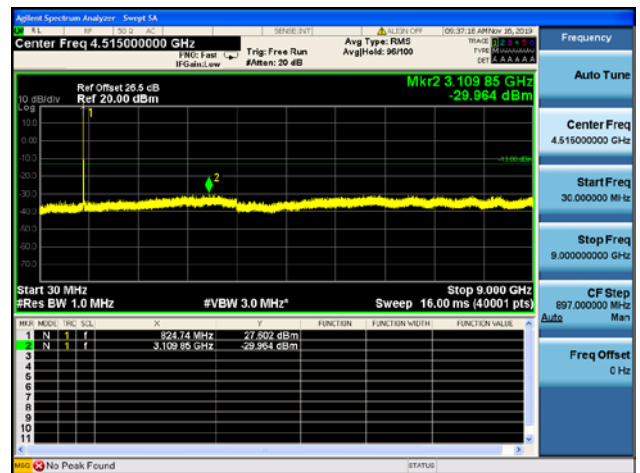 Agilent Spectrum Analyzer - Swept SA
RL RF 50 Ω AC SENSE:INT ALIGN OFF 09:37:18 AM Nov 16, 2019
Center Freq 4.515000000 GHz
PNO: Fast
IFGain:Low
Trig: Free Run
#Atten: 20 dB
Avg Type: RMS
Avg|Hold: 96/100
TRACE 1 2 3 4 5 6
TYPE
DET A A A A A A
Mkr2 3.109 85 GHz
-29.964 dBm
Ref Offset 26.5 dB
Ref 20.00 dBm
10 dB/div
Log
1
10.0
0.00
-10.0
-13.00 dBm
-20.0
2
-30.0
-40.0
-50.0
-60.0
-70.0
Start 30 MHz
Stop 9.000 GHz
#Res BW 1.0 MHz
#VBW 3.0 MHz*
Sweep 16.00 ms (40001 pts)
MKR MODE TRC SCL X Y FUNCTION FUNCTION WIDTH FUNCTION VALUE
1 N 1 f 824.74 MHz 27.602 dBm
2 N 1 f 3.109 85 GHz -29.964 dBm
3
4
5
6
7
8
9
10
11
MSG No Peak Found
STATUS
Frequency
Auto Tune
Center Freq
4.515000000 GHz
Start Freq
30.000000 MHz
Stop Freq
9.000000000 GHz
CF Step
897.000000 MHz
Auto Man
Freq Offset
0 Hz